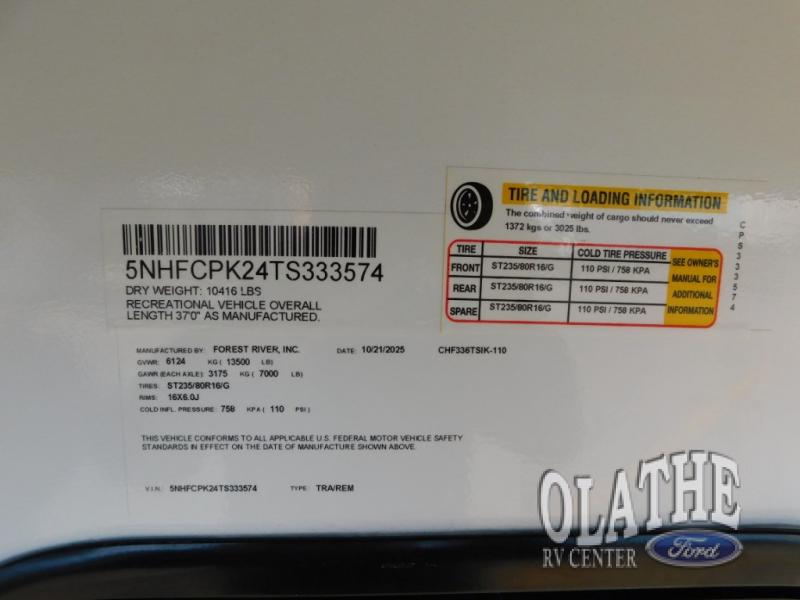 TIRE AND LOADING INFORMATION
The combined weight of cargo should never exceed
1372 kgs or 3025 lbs.
TIRE SIZE COLD TIRE PRESSURE SEE OWNER'S MANUAL FOR ADDITIONAL INFORMATION
FRONT ST235/80R16/G 110 PSI / 758 KPA
REAR ST235/80R16/G 110 PSI / 758 KPA
SPARE ST235/80R16/G 110 PSI / 758 KPA
CPS333574
5NHFCPK24TS333574
DRY WEIGHT: 10416 LBS
RECREATIONAL VEHICLE OVERALL
LENGTH 37'0" AS MANUFACTURED.
MANUFACTURED BY: FOREST RIVER, INC. DATE: 10/21/2025 CHF336TSIK-110
GVWR: 6124 KG ( 13500 LB)
GAWR (EACH AXLE): 3175 KG ( 7000 LB)
TIRES: ST235/80R16/G
RIMS: 16X6.0J
COLD INFL. PRESSURE: 758 KPA ( 110 PSI )
THIS VEHICLE CONFORMS TO ALL APPLICABLE U.S. FEDERAL MOTOR VEHICLE SAFETY
STANDARDS IN EFFECT ON THE DATE OF MANUFACTURE SHOWN ABOVE.
V.I.N.: 5NHFCPK24TS333574 TYPE: TRA/REM
OLATHE
RV CENTER Ford